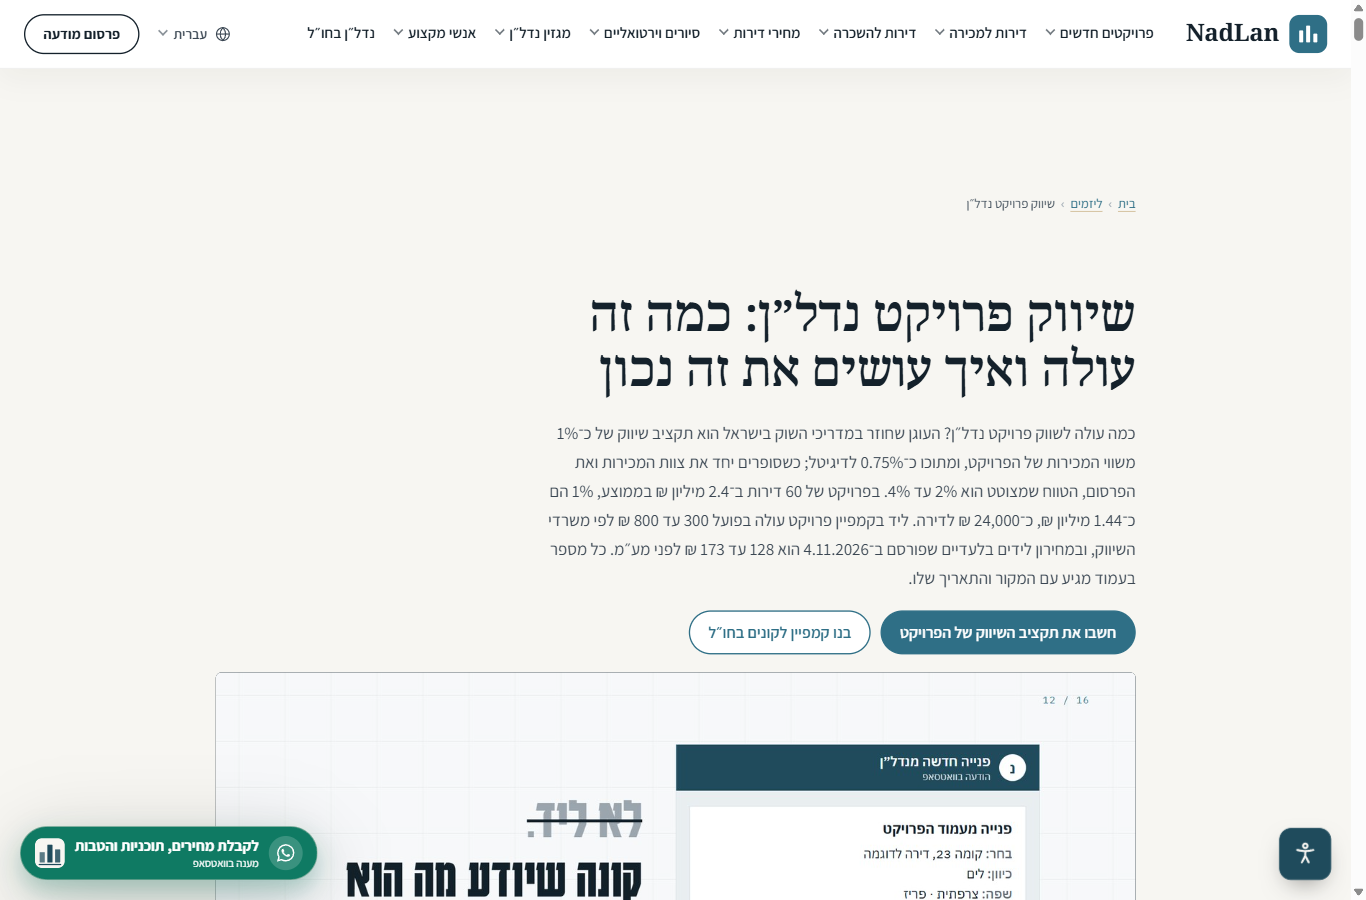 NadLan
פרויקטים חדשים
דירות למכירה
דירות להשכרה
מחירי דירות
סיורים וירטואליים
מגזין נדל״ן
אנשי מקצוע
נדל״ן בחו״ל
עברית
פרסום מודעה
בית › ליזמים › שיווק פרויקט נדל״ן
שיווק פרויקט נדל״ן: כמה זה
עולה ואיך עושים את זה נכון
כמה עולה לשווק פרויקט נדל״ן? העוגן שחוזר במדריכי השוק בישראל הוא תקציב שיווק של כ־1%
משווי המכירות של הפרויקט, ומתוכו כ־0.75% לדיגיטל; כשסופרים יחד את צוות המכירות ואת
הפרסום, הטווח שמצוטט הוא 2% עד 4%. בפרויקט של 60 דירות ב־2.4 מיליון ₪ בממוצע, 1% הם
כ־1.44 מיליון ₪, כ־24,000 ₪ לדירה. ליד בקמפיין פרויקט עולה בפועל 300 עד 800 ₪ לפי משרדי
השיווק, ובמחירון לידים בלעדיים שפורסם ב־4.11.2026 הוא 128 עד 173 ₪ לפני מע״מ. כל מספר
בעמוד מגיע עם המקור והתאריך שלו.
חשבו את תקציב השיווק של הפרויקט
בנו קמפיין לקונים בחו״ל
12 / 16
נ
פנייה חדשה מנדל״ן
הודעה בוואטסאפ
פנייה מעמוד הפרויקט
בחר: קומה 23, דירה לדוגמה
כיוון: לים
שפה: צרפתית · פריז
לא ליד.
קונה שיודע מה הוא
לקבלת מחירים, תוכניות והטבות
מענה בוואטסאפ